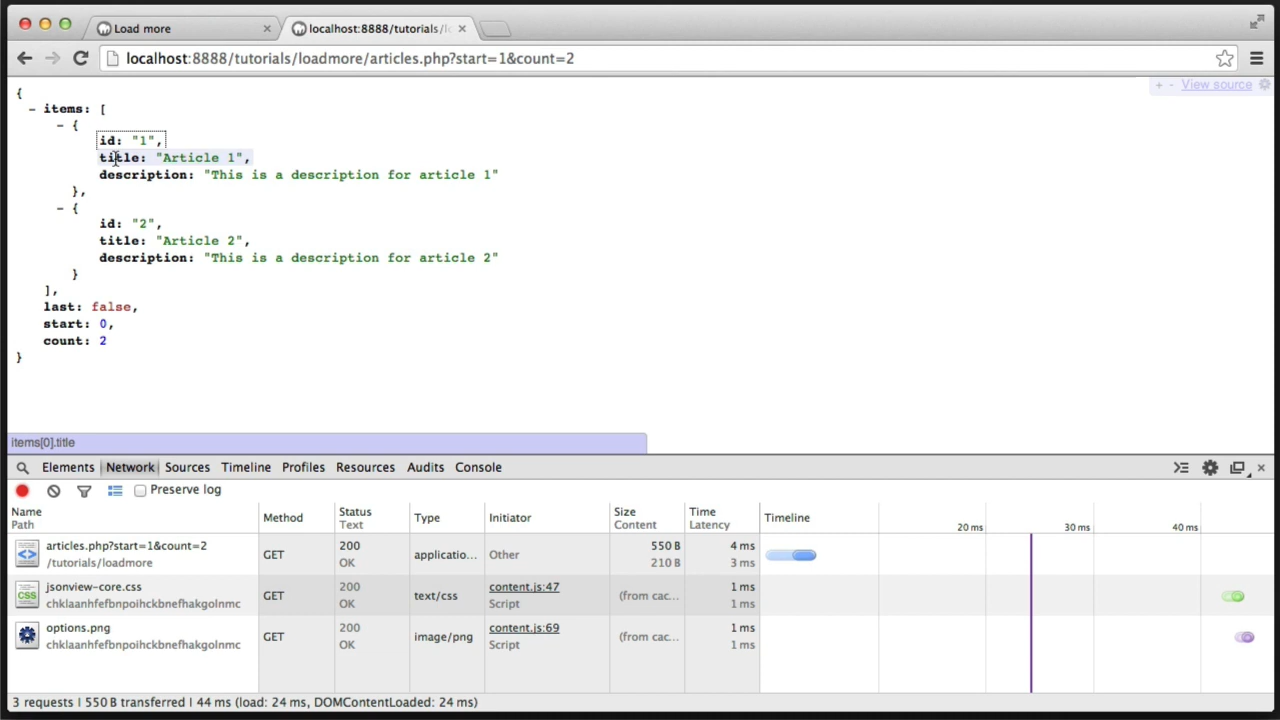 Load more
localhost:8888/tutorials/l
localhost:8888/tutorials/loadmore/articles.php?start=1&count=2
+ - View source
{
- items: [
- {
id: "1",
title: "Article 1",
description: "This is a description for article 1"
},
- {
id: "2",
title: "Article 2",
description: "This is a description for article 2"
}
],
last: false,
start: 0,
count: 2
}
items[0].title
Elements Network Sources Timeline Profiles Resources Audits Console
Preserve log
Name Path Method Status Text Type Initiator Size Content Time Latency Timeline 20 ms 30 ms 40 ms
articles.php?start=1&count=2 200 550 B 4 ms
/tutorials/loadmore GET OK applicatio... Other 210 B 3 ms
jsonview-core.css 200 content.js:47 1 ms
chklaanhfefbnpoihckbnefhakgolnmc GET OK text/css Script (from cac... 1 ms
options.png 200 content.js:69 1 ms
chklaanhfefbnpoihckbnefhakgolnmc GET OK image/png Script (from cac... 1 ms
3 requests | 550 B transferred | 44 ms (load: 24 ms, DOMContentLoaded: 24 ms)